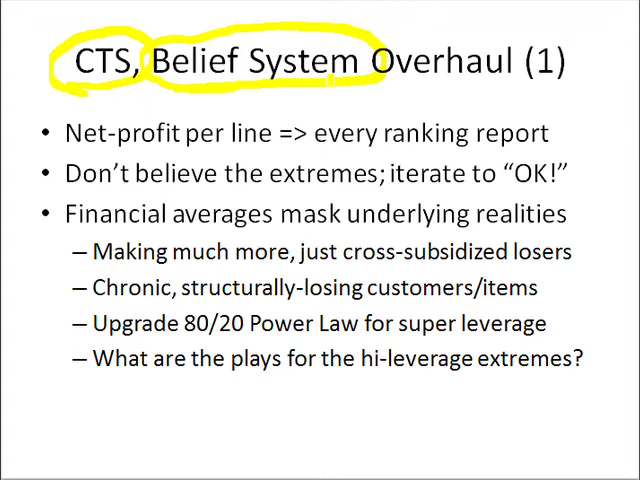 CTS, Belief System Overhaul (1)
• Net-profit per line => every ranking report
• Don't believe the extremes; iterate to “OK!”
• Financial averages mask underlying realities
– Making much more, just cross-subsidized losers
– Chronic, structurally-losing customers/items
– Upgrade 80/20 Power Law for super leverage
– What are the plays for the hi-leverage extremes?